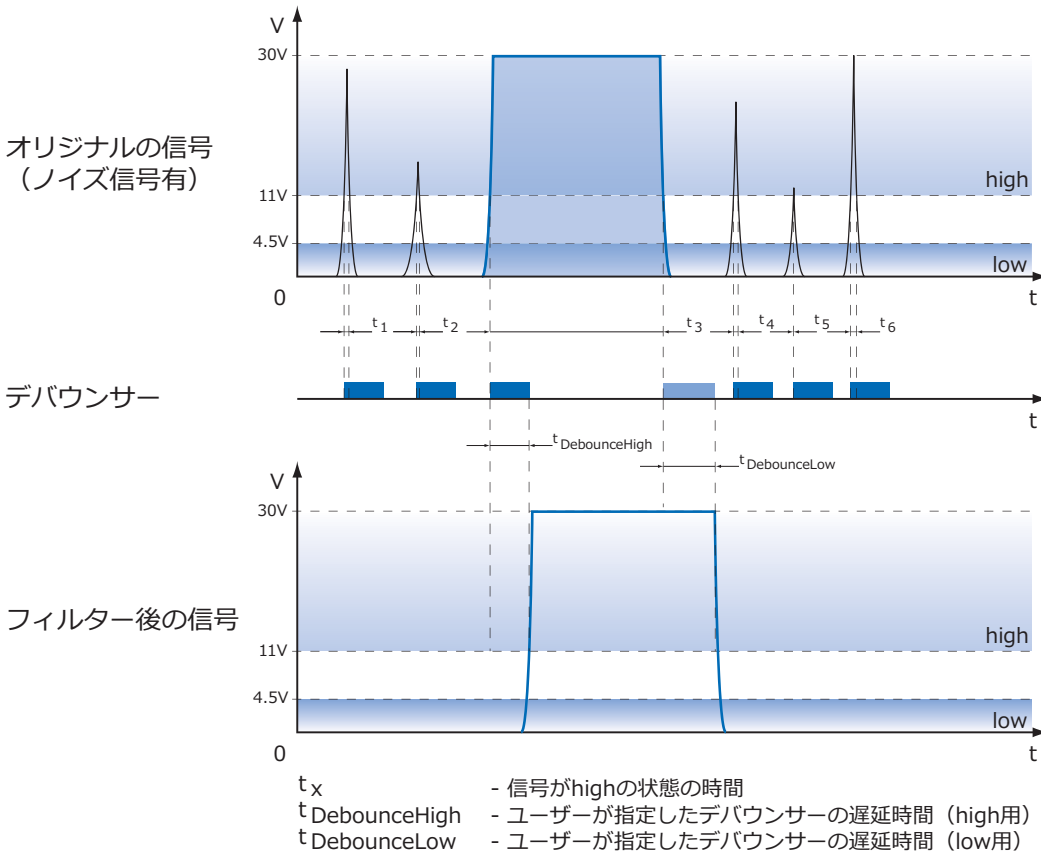 V
30V
オリジナルの信号
（ノイズ信号有）
high
11V
4.5V
low
0
t
t1
t2
t3
t4
t5
t6
デバウンサー
t
tDebounceHigh
tDebounceLow
V
30V
フィルター後の信号
high
11V
4.5V
low
0
t
tx - 信号がhighの状態の時間
tDebounceHigh - ユーザーが指定したデバウンサーの遅延時間（high用）
tDebounceLow - ユーザーが指定したデバウンサーの遅延時間（low用）